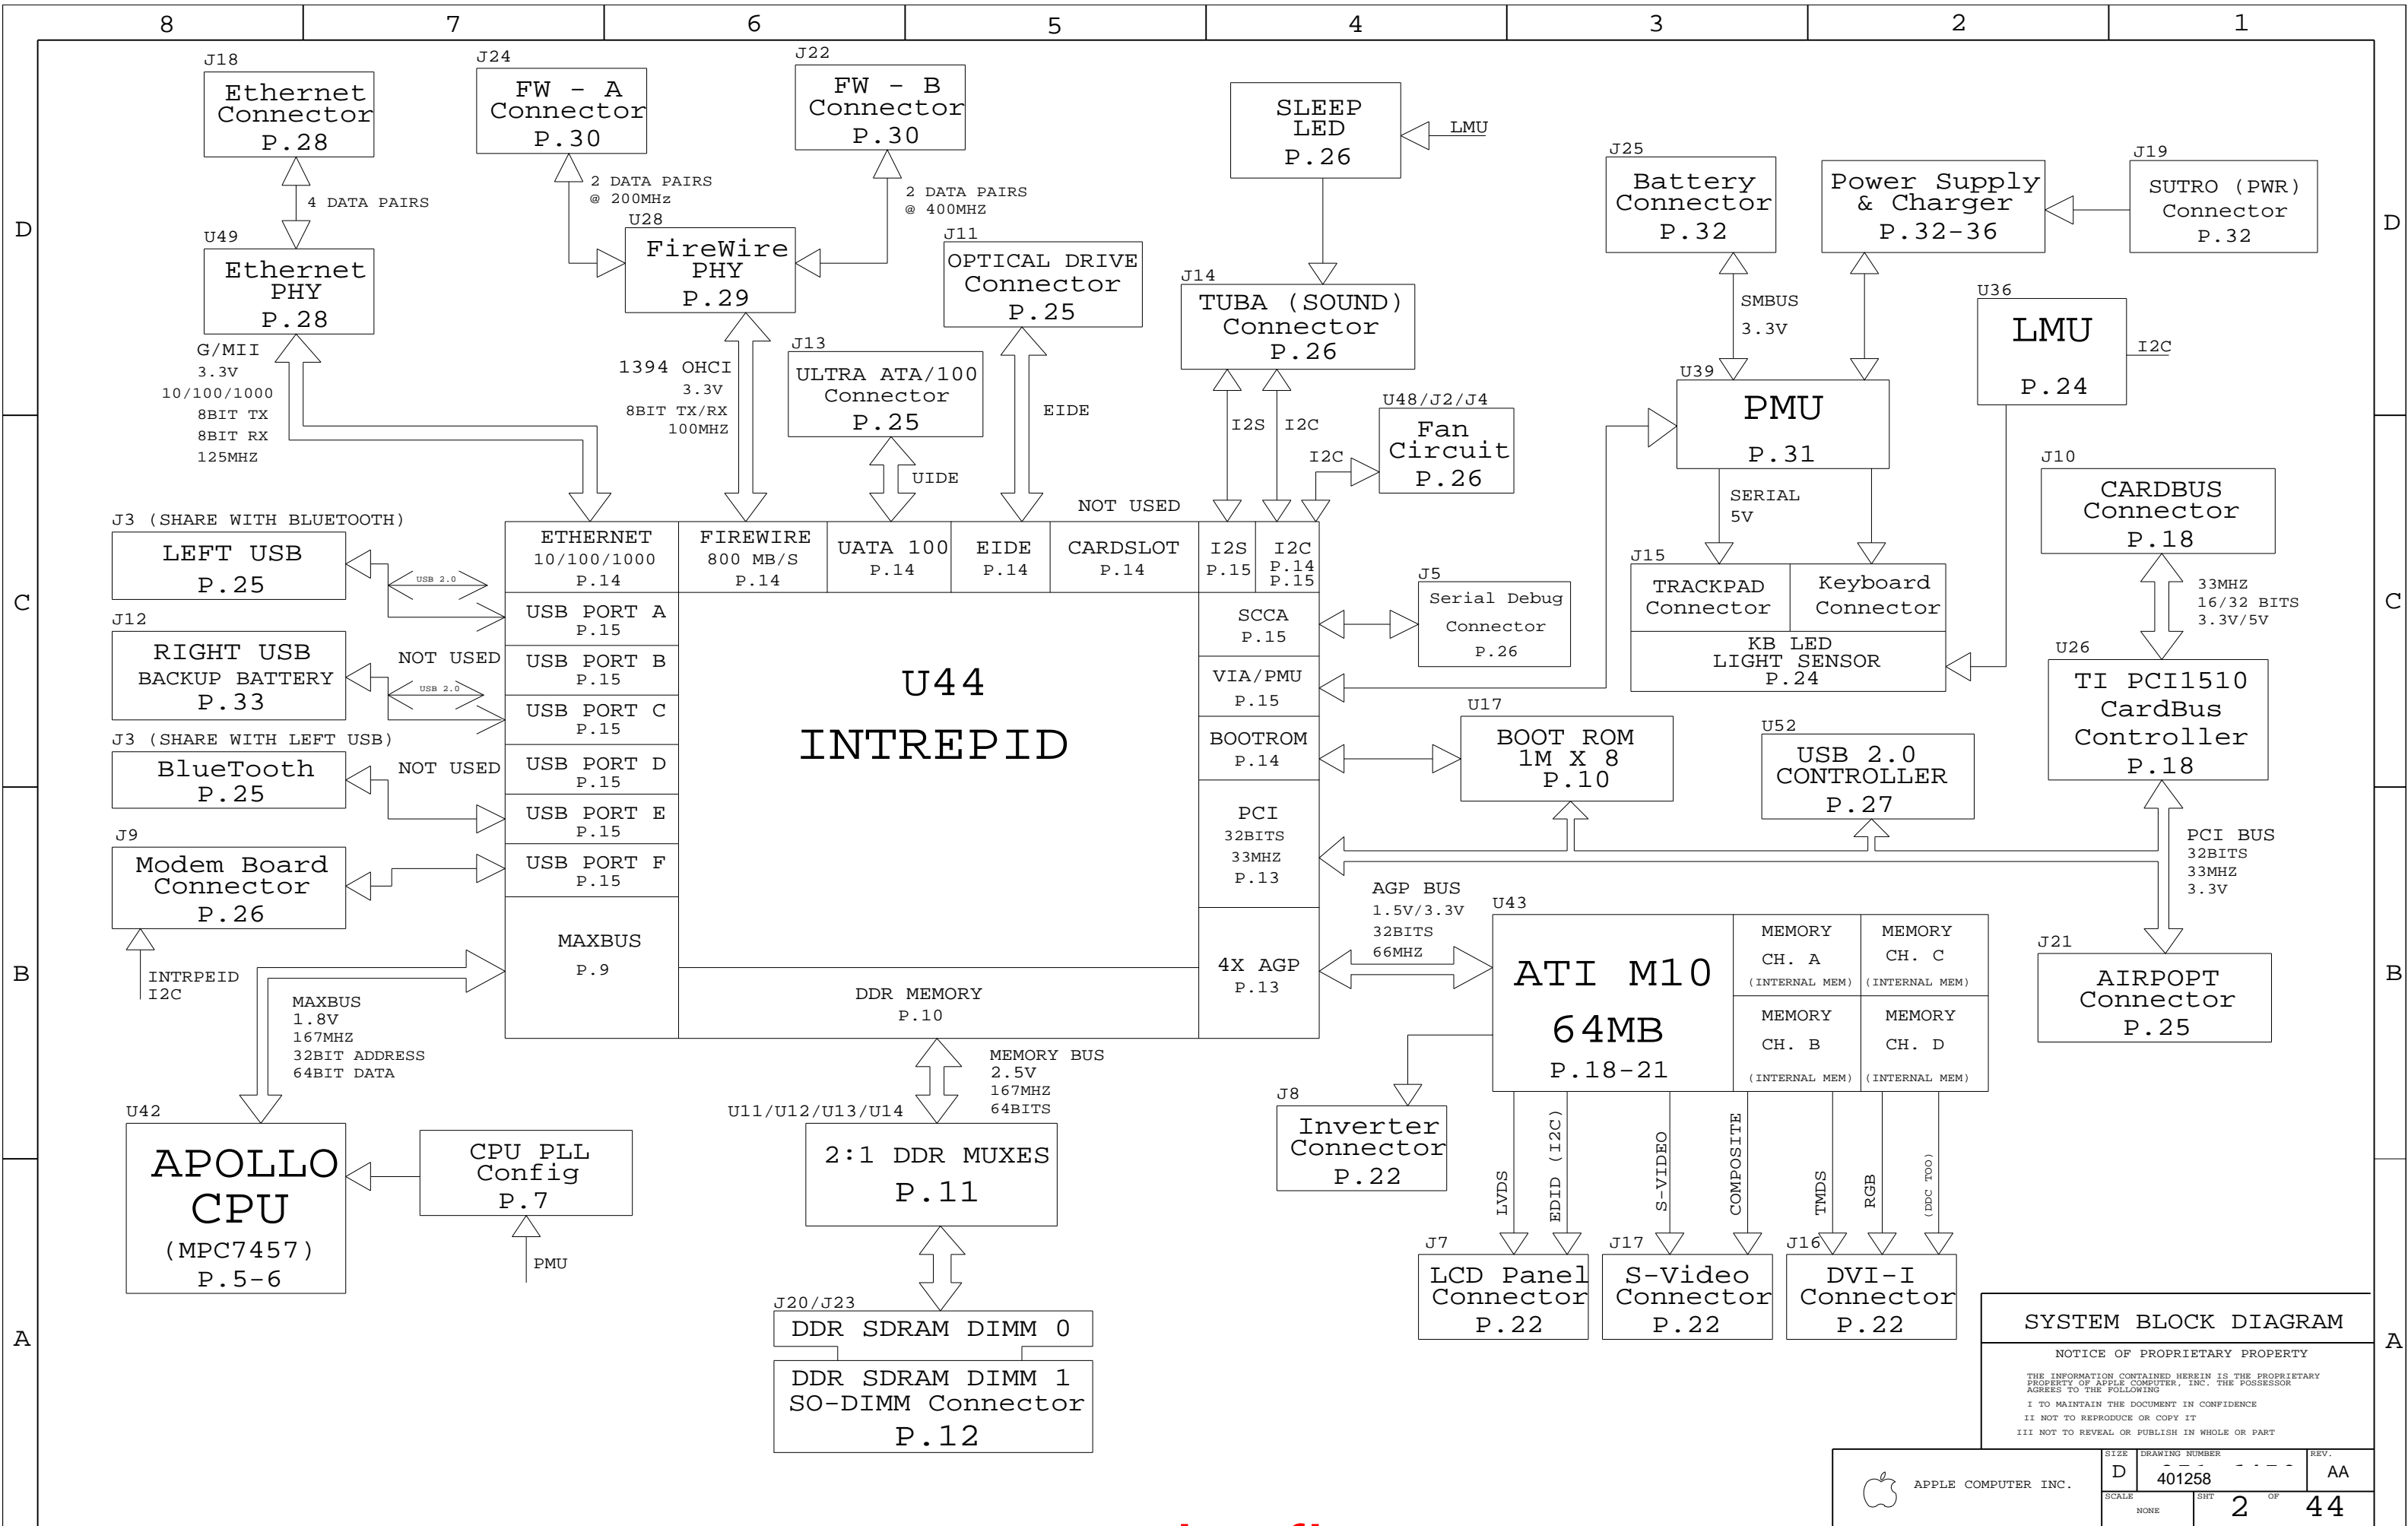 8 7 6 5 4 3 2 1
D
C
B
A
D
C
B
A
J18
Ethernet
Connector
P.28
4 DATA PAIRS
U49
Ethernet
PHY
P.28
G/MII
3.3V
10/100/1000
8BIT TX
8BIT RX
125MHZ
J24
FW - A
Connector
P.30
2 DATA PAIRS
@ 200MHz
J22
FW - B
Connector
P.30
2 DATA PAIRS
@ 400MHZ
U28
FireWire
PHY
P.29
1394 OHCI
3.3V
8BIT TX/RX
100MHZ
J11
OPTICAL DRIVE
Connector
P.25
EIDE
J13
ULTRA ATA/100
Connector
P.25
UIDE
SLEEP
LED
P.26
LMU
J14
TUBA (SOUND)
Connector
P.26
I2S
I2C
U48/J2/J4
Fan
Circuit
P.26
I2C
J25
Battery
Connector
P.32
SMBUS
3.3V
Power Supply
& Charger
P.32-36
J19
SUTRO (PWR)
Connector
P.32
U39
PMU
P.31
SERIAL
5V
U36
LMU
P.24
I2C
J15
TRACKPAD
Connector
Keyboard
Connector
KB LED
LIGHT SENSOR
P.24
J10
CARDBUS
Connector
P.18
33MHZ
16/32 BITS
3.3V/5V
U26
TI PCI1510
CardBus
Controller
P.18
PCI BUS
32BITS
33MHZ
3.3V
J21
AIRPOPT
Connector
P.25
U52
USB 2.0
CONTROLLER
P.27
U17
BOOT ROM
1M X 8
P.10
J5
Serial Debug
Connector
P.26
J3 (SHARE WITH BLUETOOTH)
LEFT USB
P.25
USB 2.0
J12
RIGHT USB
BACKUP BATTERY
P.33
NOT USED
USB 2.0
J3 (SHARE WITH LEFT USB)
BlueTooth
P.25
NOT USED
J9
Modem Board
Connector
P.26
INTRPEID
I2C
NOT USED
ETHERNET
10/100/1000
P.14
FIREWIRE
800 MB/S
P.14
UATA 100
P.14
EIDE
P.14
CARDSLOT
P.14
I2S
P.15
I2C
P.14
P.15
USB PORT A
P.15
USB PORT B
P.15
USB PORT C
P.15
USB PORT D
P.15
USB PORT E
P.15
USB PORT F
P.15
MAXBUS
P.9
U44
INTREPID
DDR MEMORY
P.10
SCCA
P.15
VIA/PMU
P.15
BOOTROM
P.14
PCI
32BITS
33MHZ
P.13
4X AGP
P.13
AGP BUS
1.5V/3.3V
32BITS
66MHZ
U43
ATI M10
64MB
P.18-21
MEMORY
CH. A
(INTERNAL MEM)
MEMORY
CH. C
(INTERNAL MEM)
MEMORY
CH. B
(INTERNAL MEM)
MEMORY
CH. D
(INTERNAL MEM)
MAXBUS
1.8V
167MHZ
32BIT ADDRESS
64BIT DATA
U42
APOLLO
CPU
(MPC7457)
P.5-6
CPU PLL
Config
P.7
PMU
MEMORY BUS
2.5V
167MHZ
64BITS
U11/U12/U13/U14
2:1 DDR MUXES
P.11
J20/J23
DDR SDRAM DIMM 0
DDR SDRAM DIMM 1
SO-DIMM Connector
P.12
J8
Inverter
Connector
P.22
LVDS
EDID (I2C)
S-VIDEO
COMPOSITE
TMDS
RGB
(DDC TOO)
J7
LCD Panel
Connector
P.22
J17
S-Video
Connector
P.22
J16
DVI-I
Connector
P.22
SYSTEM BLOCK DIAGRAM
NOTICE OF PROPRIETARY PROPERTY
THE INFORMATION CONTAINED HEREIN IS THE PROPRIETARY
PROPERTY OF APPLE COMPUTER, INC. THE POSSESSOR
AGREES TO THE FOLLOWING
I TO MAINTAIN THE DOCUMENT IN CONFIDENCE
II NOT TO REPRODUCE OR COPY IT
III NOT TO REVEAL OR PUBLISH IN WHOLE OR PART
APPLE COMPUTER INC.
SIZE
D
DRAWING NUMBER
401258
REV.
AA
SCALE
NONE
SHT
2
OF
44